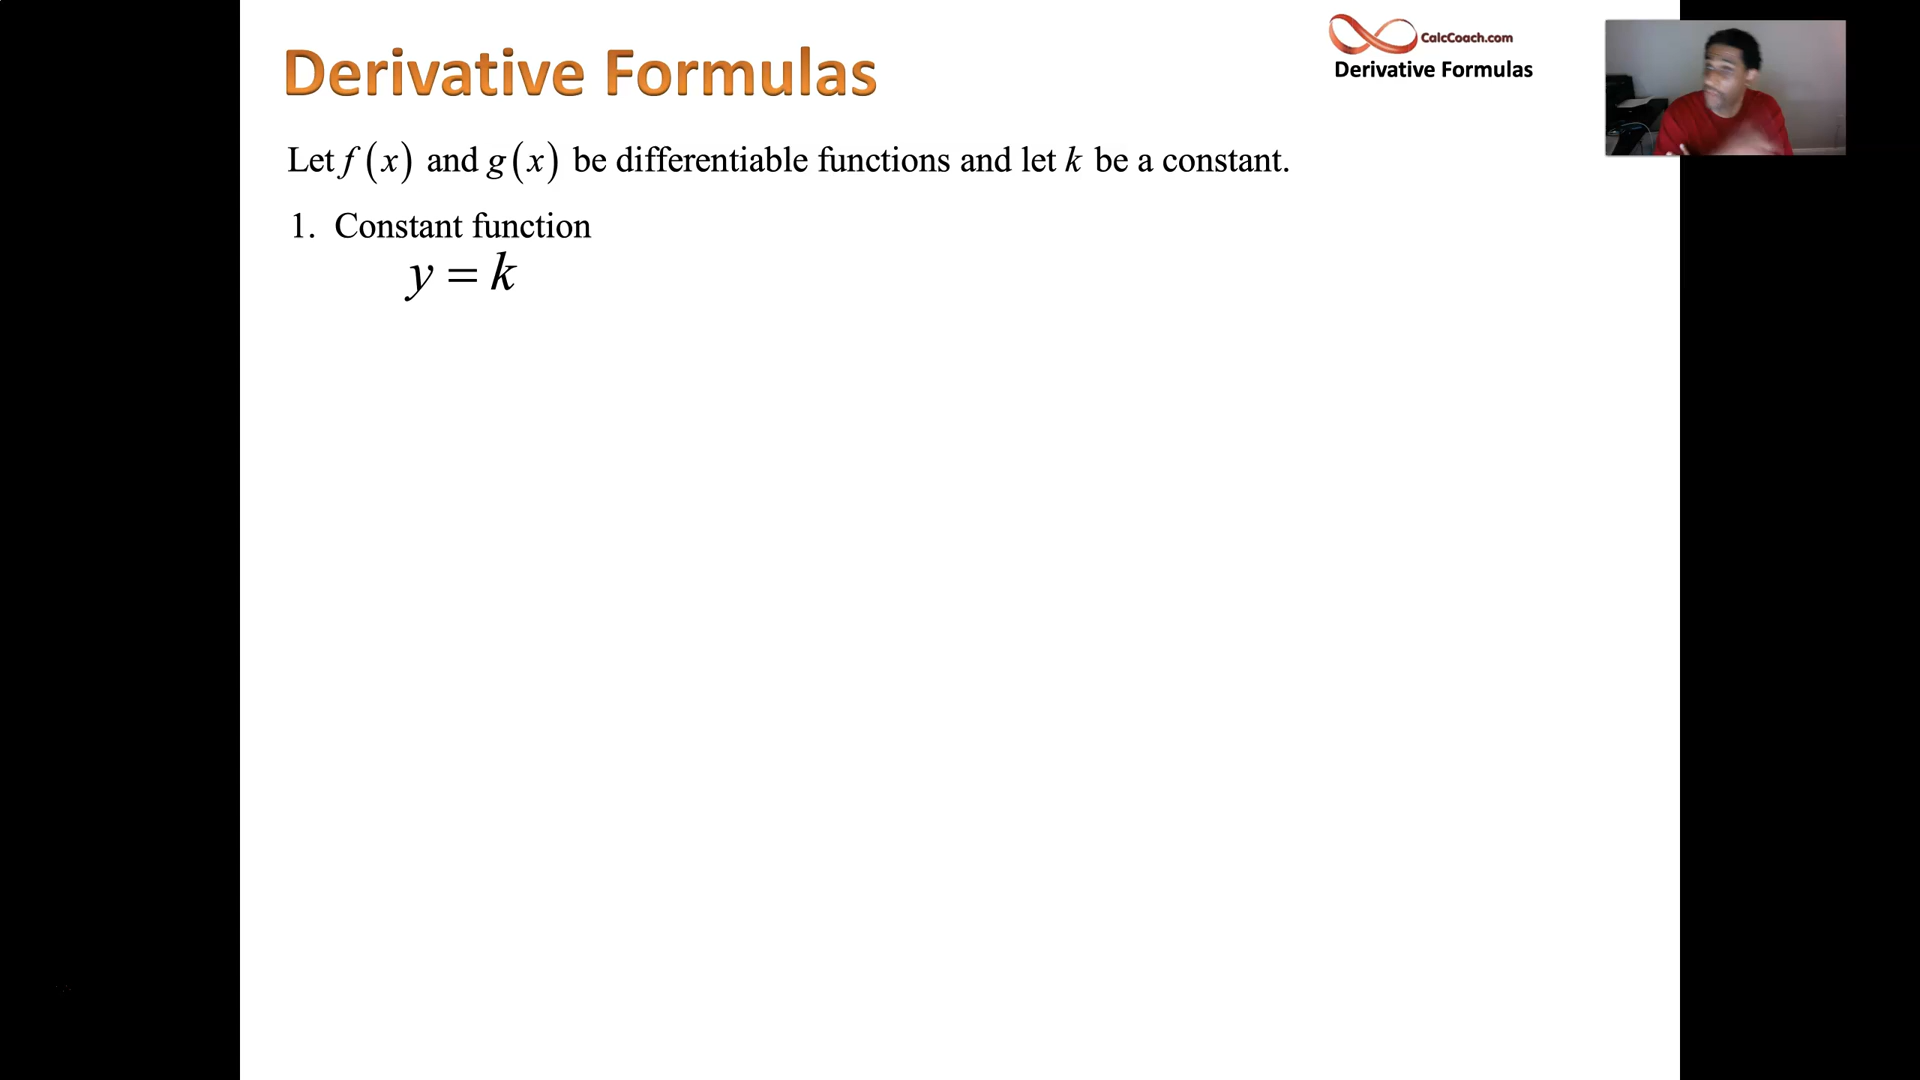 Derivative Formulas
CalcCoach.com
Derivative Formulas
Let f(x) and g(x) be differentiable functions and let k be a constant.
1. Constant function
y = k